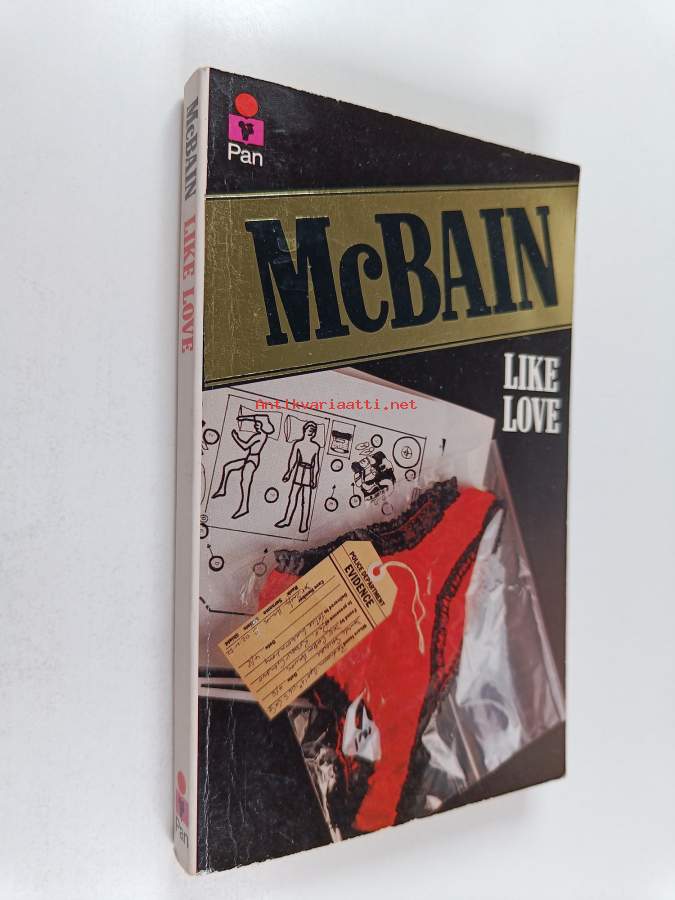 McBAIN LIKE LOVE
Pan
Pan
McBAIN
LIKE
LOVE
Antikvariaatti.net
POLICE DEPARTMENT
EVIDENCE